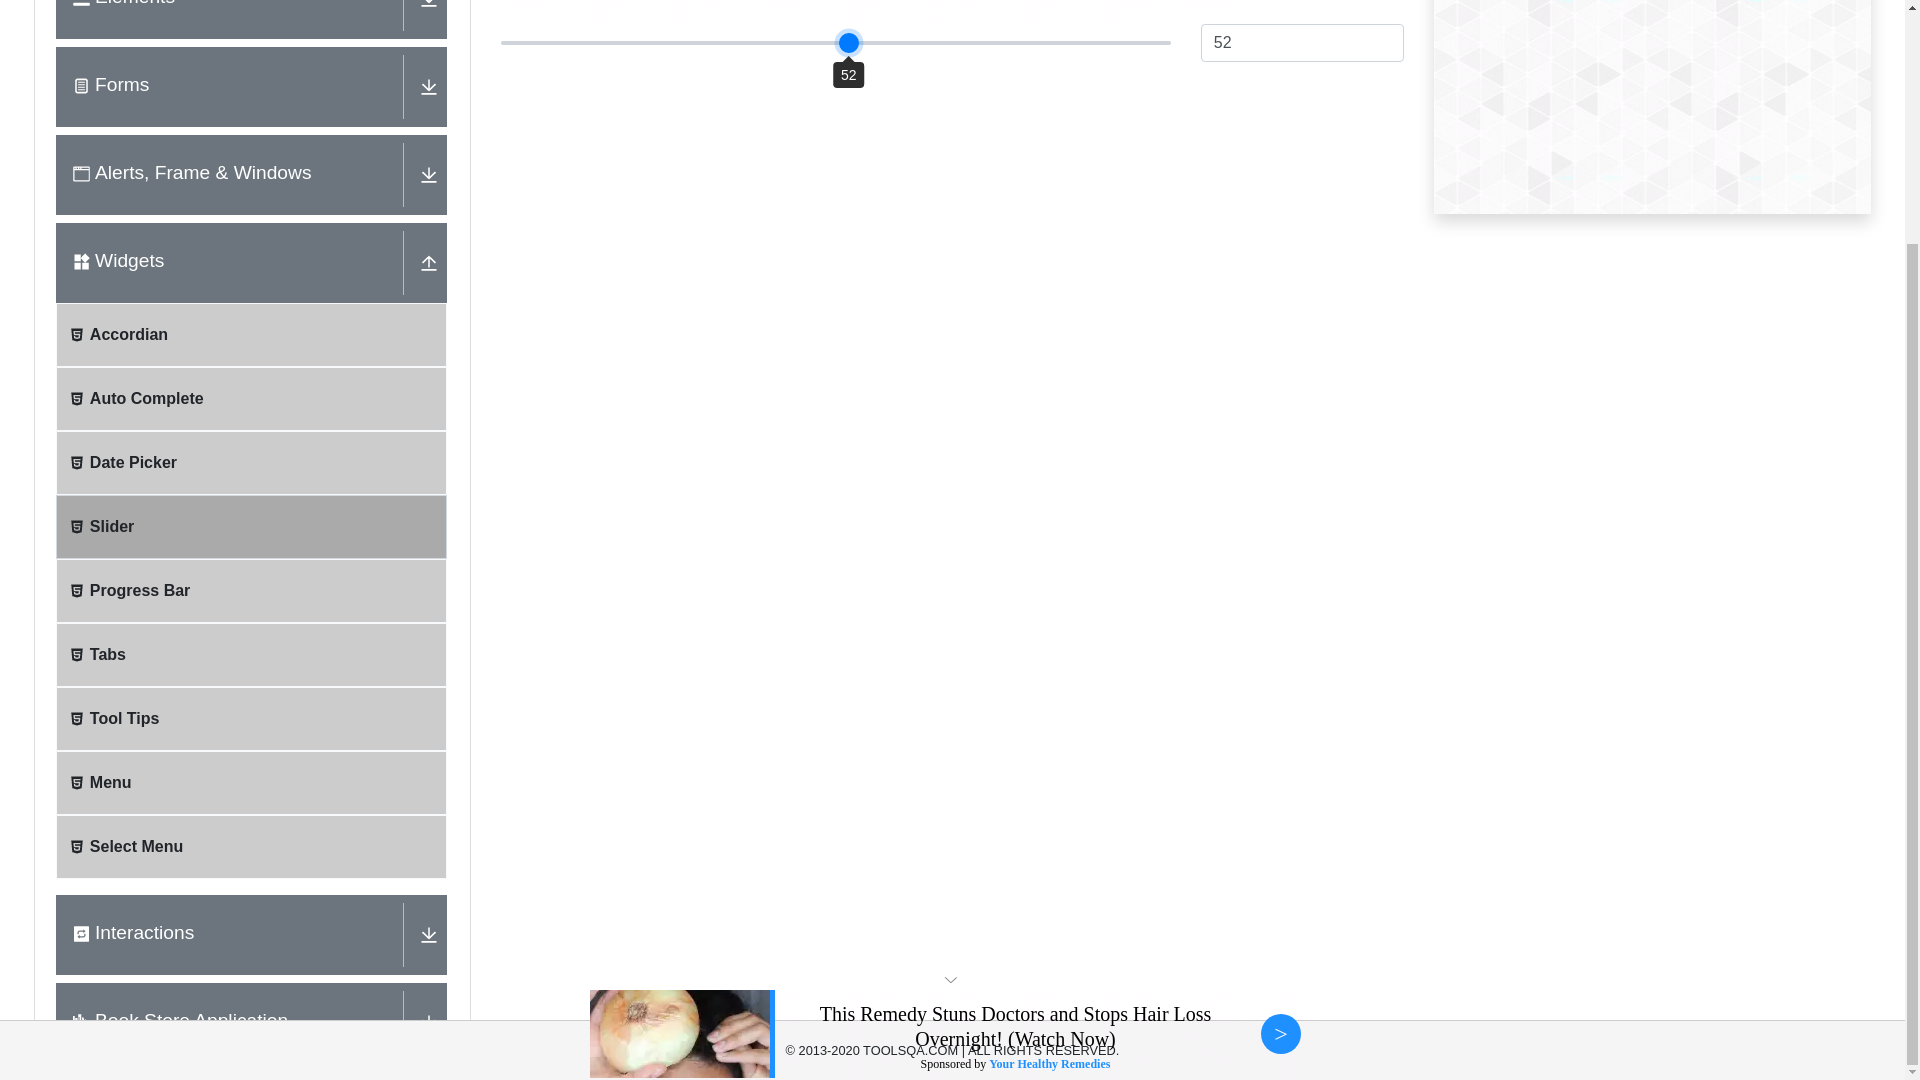 Elements
52
52
Forms
Alerts, Frame & Windows
Widgets
Accordian
Auto Complete
Date Picker
Slider
Progress Bar
Tabs
Tool Tips
Menu
Select Menu
Interactions
Book Store Application
This Remedy Stuns Doctors and Stops Hair Loss
Overnight! (Watch Now)
© 2013-2020 TOOLSQA.COM | ALL RIGHTS RESERVED.
Sponsored by Your Healthy Remedies
>